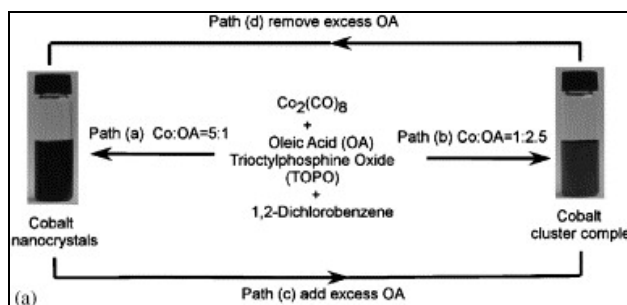 Path (d) remove excess OA
Co₂(CO)₈
+
Path (a) Co:OA=5:1
Oleic Acid (OA)
Path (b) Co:OA=1:2.5
Trioctylphosphine Oxide
(TOPO)
+
1,2-Dichlorobenzene
Cobalt
nanocrystals
Cobalt
cluster comple
(a)
Path (c) add excess OA